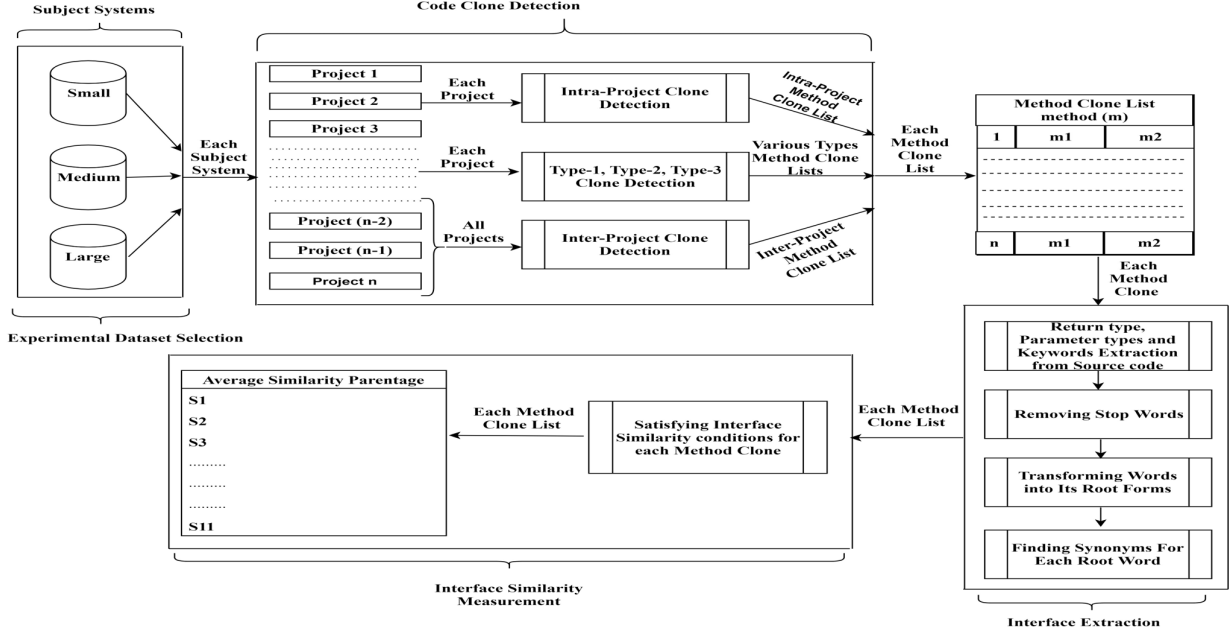 Subject Systems
Small
Medium
Large
Experimental Dataset Selection
Each
Subject
System
Code Clone Detection
Project 1
Project 2
Project 3
Project (n-2)
Project (n-1)
Project n
Each
Project
Each
Project
All
Projects
Intra-Project Clone
Detection
Type-1, Type-2, Type-3
Clone Detection
Inter-Project Clone
Detection
Intra-Project
Method
Clone List
Various Types
Method Clone
Lists
Inter-Project
Method
Clone List
Each
Method
Clone
List
Method Clone List
method (m)
1 m1 m2
n m1 m2
Each
Method
Clone
Return type,
Parameter types and
Keywords Extraction
from Source code
Removing Stop Words
Transforming Words
into Its Root Forms
Finding Synonyms For
Each Root Word
Interface Extraction
Each Method
Clone List
Satisfying Interface
Similarity conditions for
each Method Clone
Each Method
Clone List
Average Similarity Parentage
S1
S2
S3
.........
.........
.........
S11
Interface Similarity
Measurement